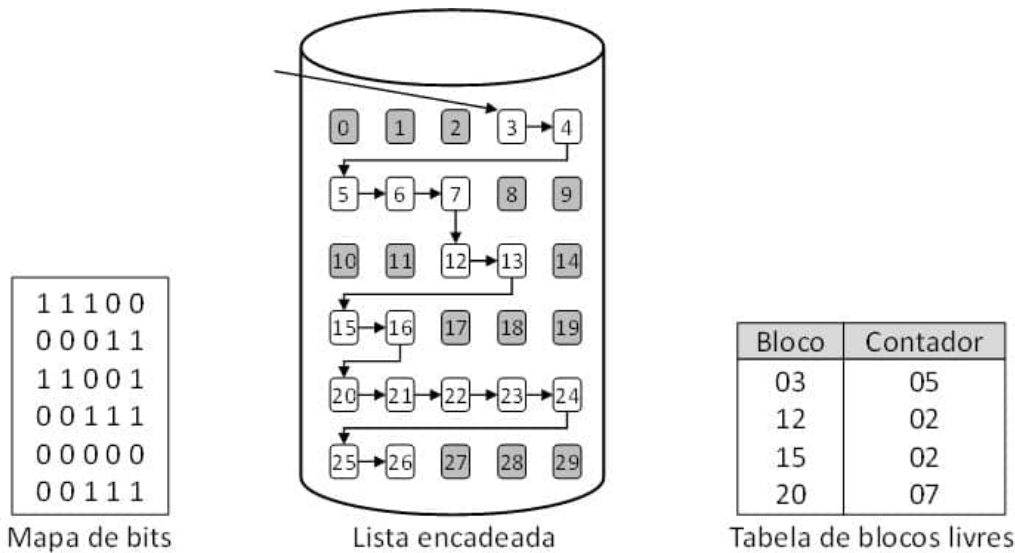 1 1 1 0 0
0 0 0 1 1
1 1 0 0 1
0 0 1 1 1
0 0 0 0 0
0 0 1 1 1
Mapa de bits
0 1 2 3 4
5 6 7 8 9
10 11 12 13 14
15 16 17 18 19
20 21 22 23 24
25 26 27 28 29
Lista encadeada
Bloco Contador
03 05
12 02
15 02
20 07
Tabela de blocos livres